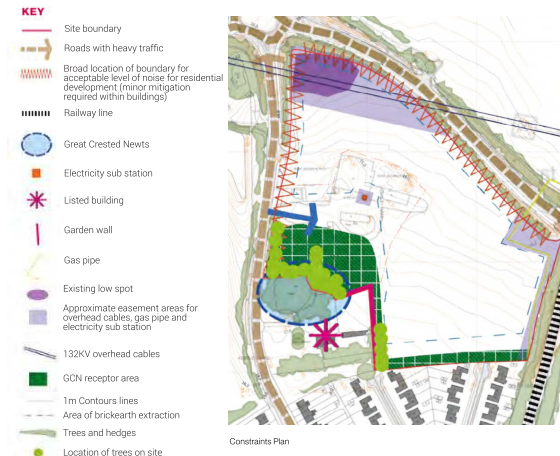 KEY
Site boundary
Roads with heavy traffic
Broad location of boundary for
acceptable level of noise for residential
development (minor mitigation
required within buildings)
Railway line
Great Crested Newts
Electricity sub station
Listed building
Garden wall
Gas pipe
Existing low spot
Approximate easement areas for
overhead cables, gas pipe and
electricity sub station
132KV overhead cables
GCN receptor area
1m Contours lines
Area of brickearth extraction
Trees and hedges
Location of trees on site
Constraints Plan